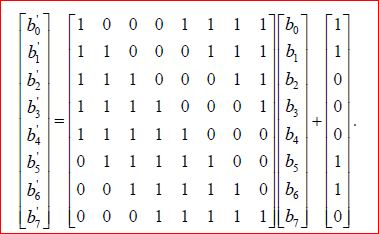 [b'₀] [1 0 0 0 1 1 1 1] [b₀] [1]
[b'₁] [1 1 0 0 0 1 1 1] [b₁] [1]
[b'₂] [1 1 1 0 0 0 1 1] [b₂] [0]
[b'₃] [1 1 1 1 0 0 0 1] [b₃] [0]
[b'₄] = [1 1 1 1 1 0 0 0] [b₄] + [0] .
[b'₅] [0 1 1 1 1 1 0 0] [b₅] [1]
[b'₆] [0 0 1 1 1 1 1 0] [b₆] [1]
[b'₇] [0 0 0 1 1 1 1 1] [b₇] [0]